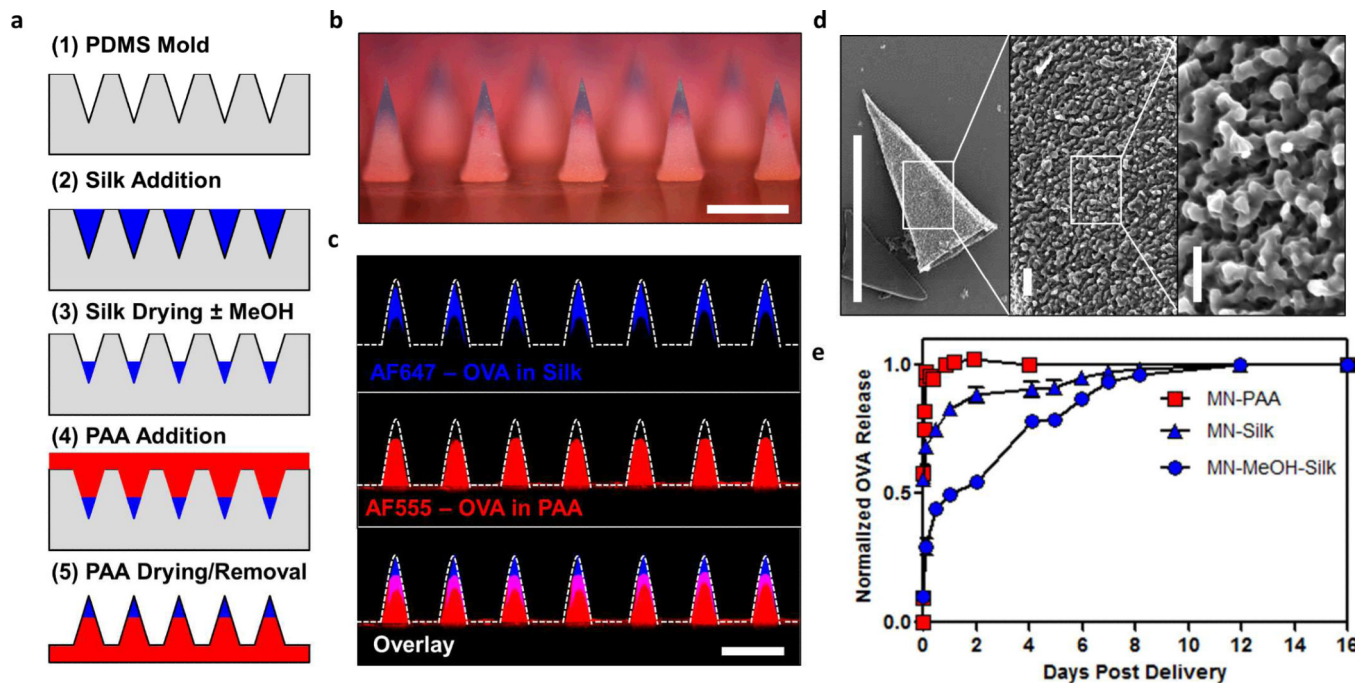 a
(1) PDMS Mold
(2) Silk Addition
(3) Silk Drying ± MeOH
(4) PAA Addition
(5) PAA Drying/Removal
b
c
AF647 – OVA in Silk
AF555 – OVA in PAA
Overlay
d
e
Normalized OVA Release
1.0
0.5
0.0
MN-PAA
MN-Silk
MN-MeOH-Silk
0 2 4 6 8 10 12 14 16
Days Post Delivery